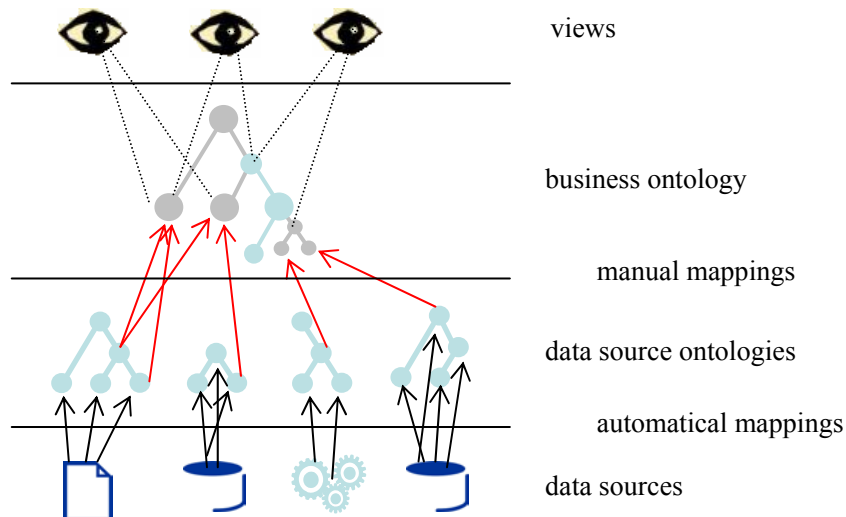 views
business ontology
manual mappings
data source ontologies
automatical mappings
data sources